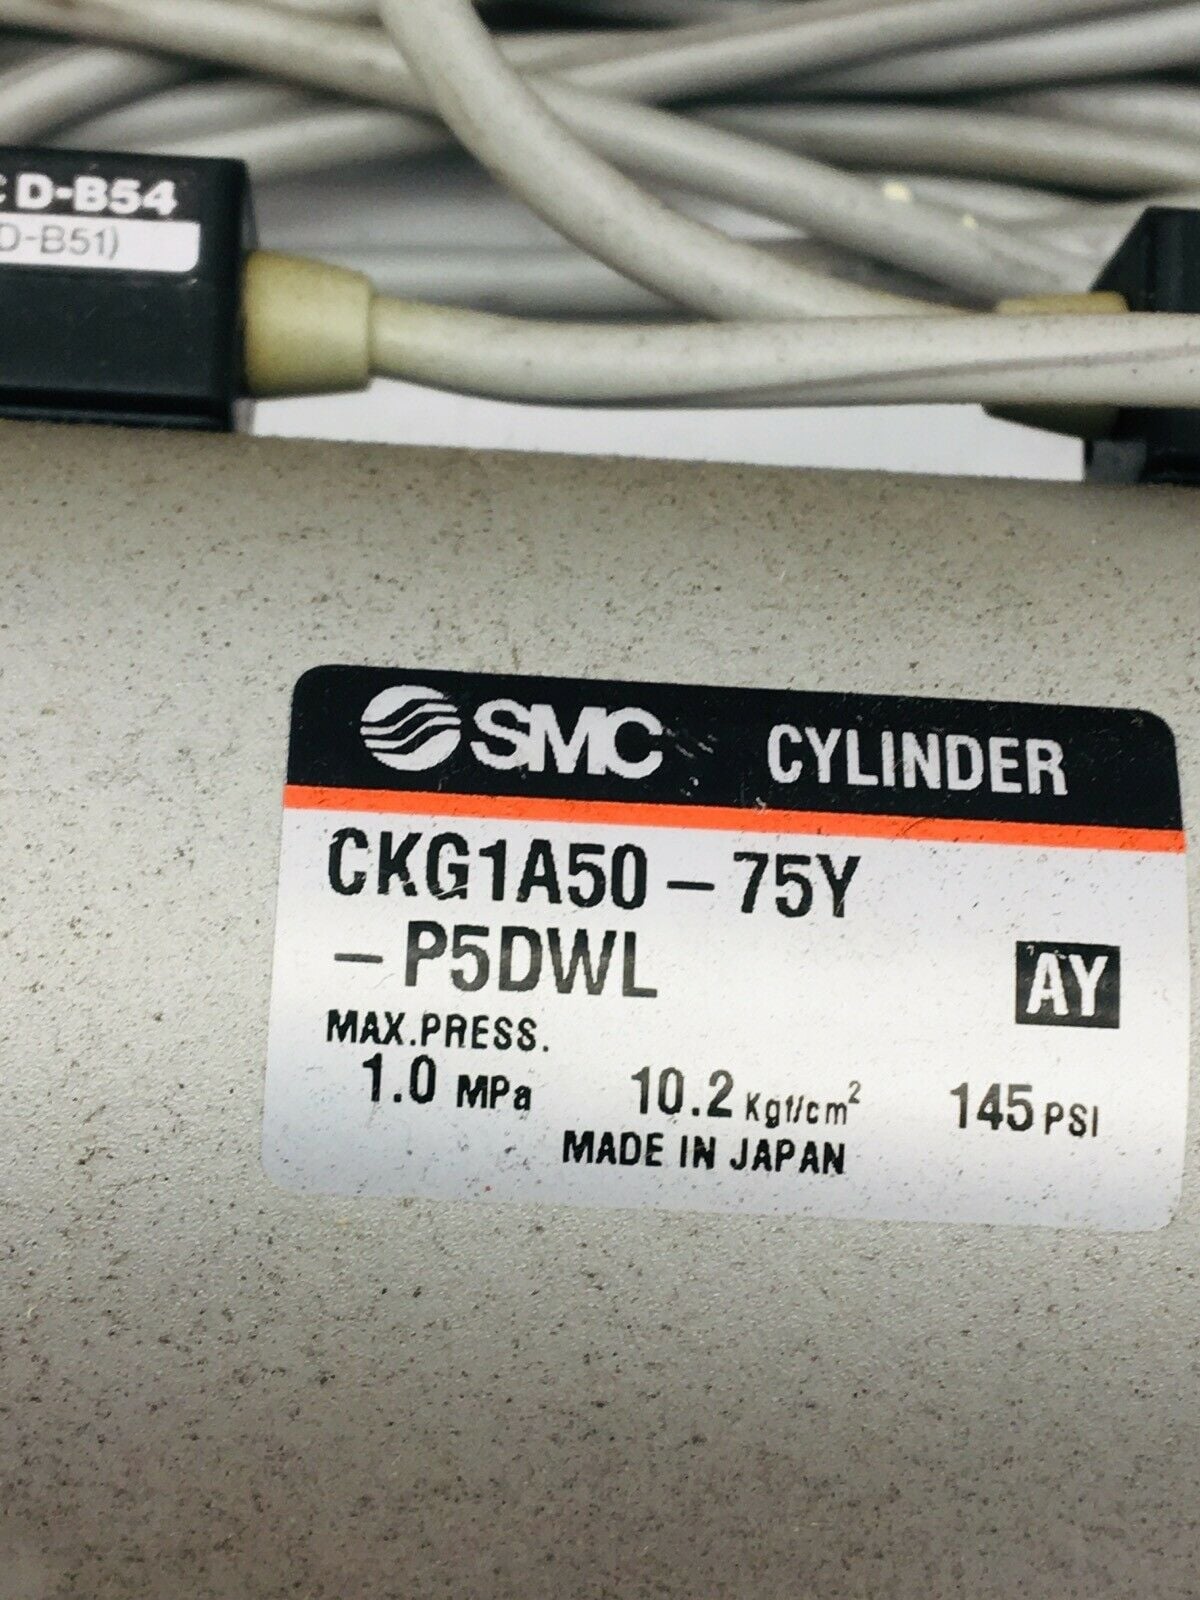 C D-B54
D-B51)
SMC CYLINDER
CKG1A50-75Y
-P5DWL
AY
MAX.PRESS.
1.0 MPa 10.2 Kgf/cm² 145 PSI
MADE IN JAPAN